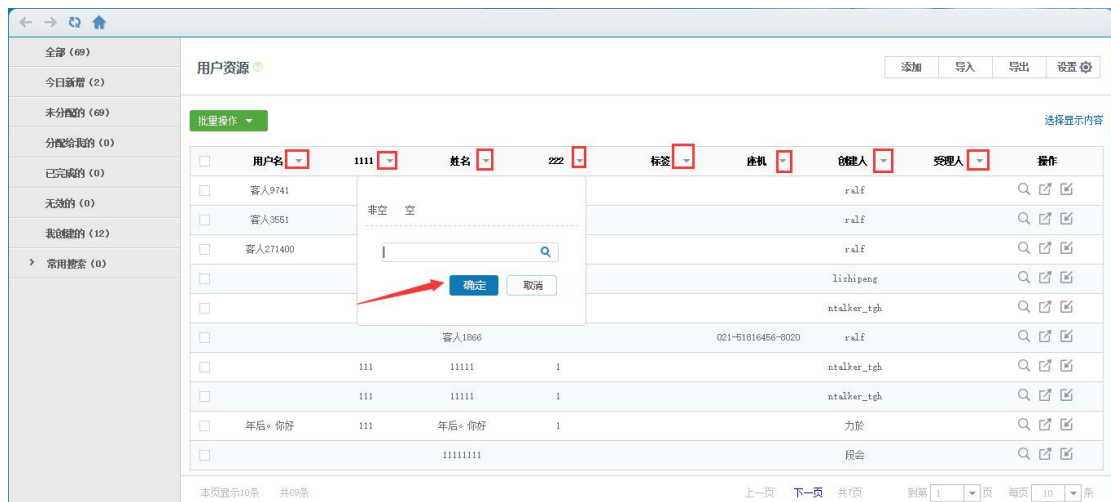 全部 (69)
今日新增 (2)
未分配的 (69)
分配给我的 (0)
已完成的 (0)
无效的 (0)
我创建的 (12)
常用搜索 (0)
用户资源
添加 导入 导出 设置
批量操作
选择显示内容
用户名 1111 姓名 222 标签 座机 创建人 受理人 操作
客人9741 ralf
非空 空
客人3551 ralf
客人271400 ralf
lizhipeng
确定 取消
ntalker_tgh
客人1866 021-51816456-8020 ralf
111 11111 1 ntalker_tgh
111 11111 1 ntalker_tgh
年后。你好 111 年后。你好 1 力於
11111111 段会
本页显示10条 共69条 上一页 下一页 共7页 到第 1 页 每页 10 条